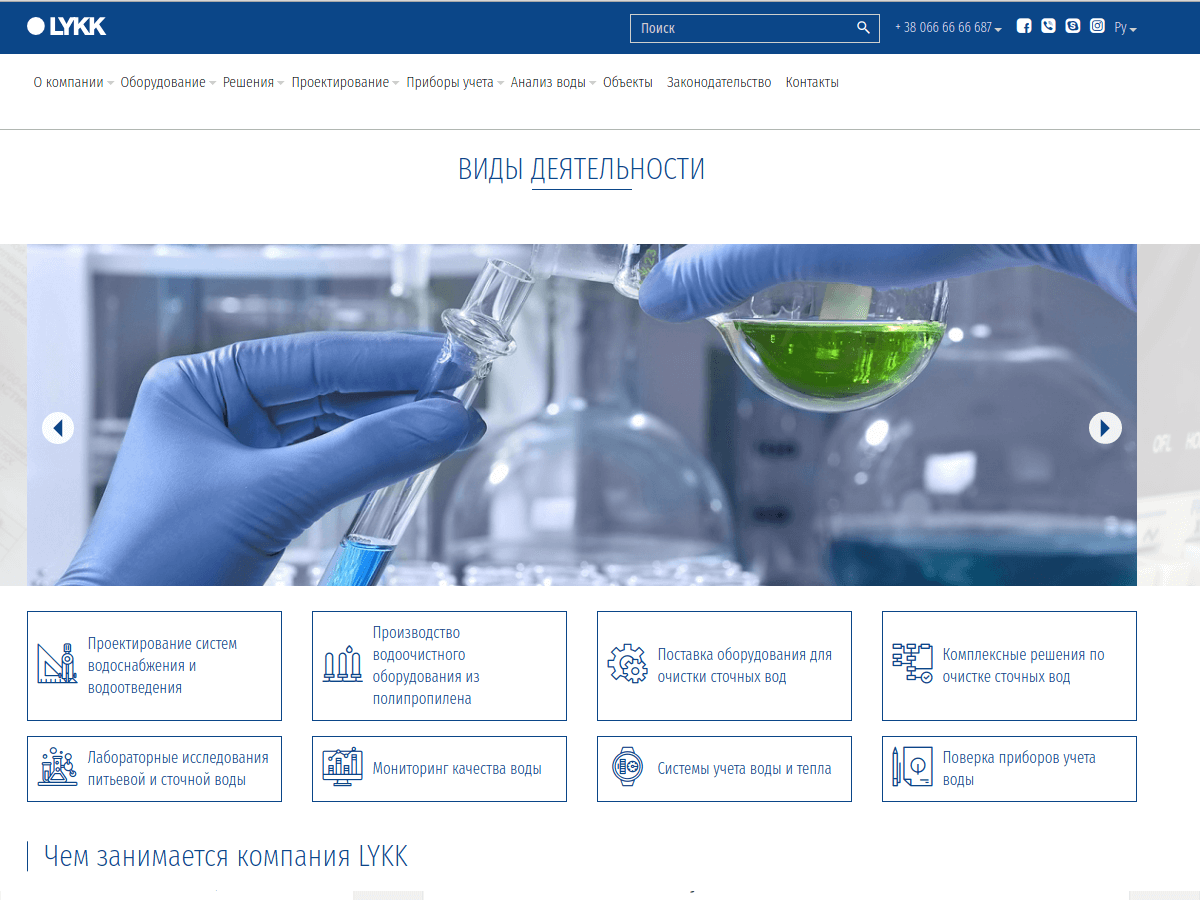 LYKK
Поиск
+ 38 066 66 66 687
Ру
О компании Оборудование Решения Проектирование Приборы учета Анализ воды Объекты Законодательство Контакты
ВИДЫ ДЕЯТЕЛЬНОСТИ
Проектирование систем
водоснабжения и
водоотведения
Производство
водоочистного
оборудования из
полипропилена
Поставка оборудования для
очистки сточных вод
Комплексные решения по
очистке сточных вод
Лабораторные исследования
питьевой и сточной воды
Мониторинг качества воды
Системы учета воды и тепла
Поверка приборов учета
воды
Чем занимается компания LYKK